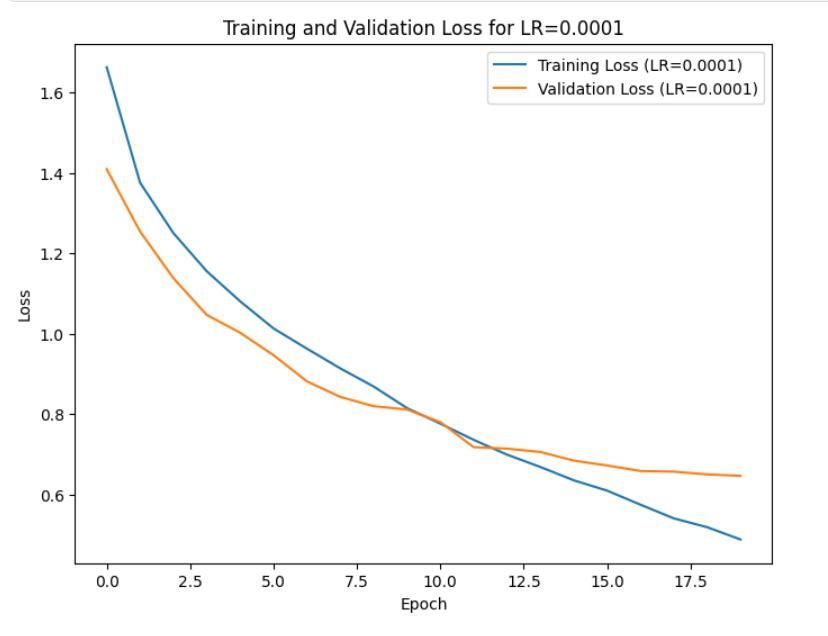 Training and Validation Loss for LR=0.0001
Training Loss (LR=0.0001)
Validation Loss (LR=0.0001)
1.6
1.4
1.2
1.0
0.8
0.6
Loss
0.0 2.5 5.0 7.5 10.0 12.5 15.0 17.5
Epoch